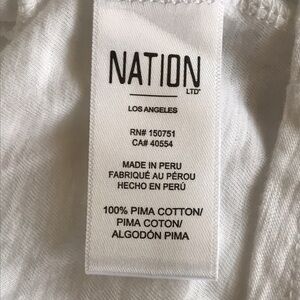 NATION
LTD
LOS ANGELES
RN# 150751
CA# 40554
MADE IN PERU
FABRIQUÉ AU PÉROU
HECHO EN PERÚ
100% PIMA COTTON/
PIMA COTON/
ALGODÓN PIMA